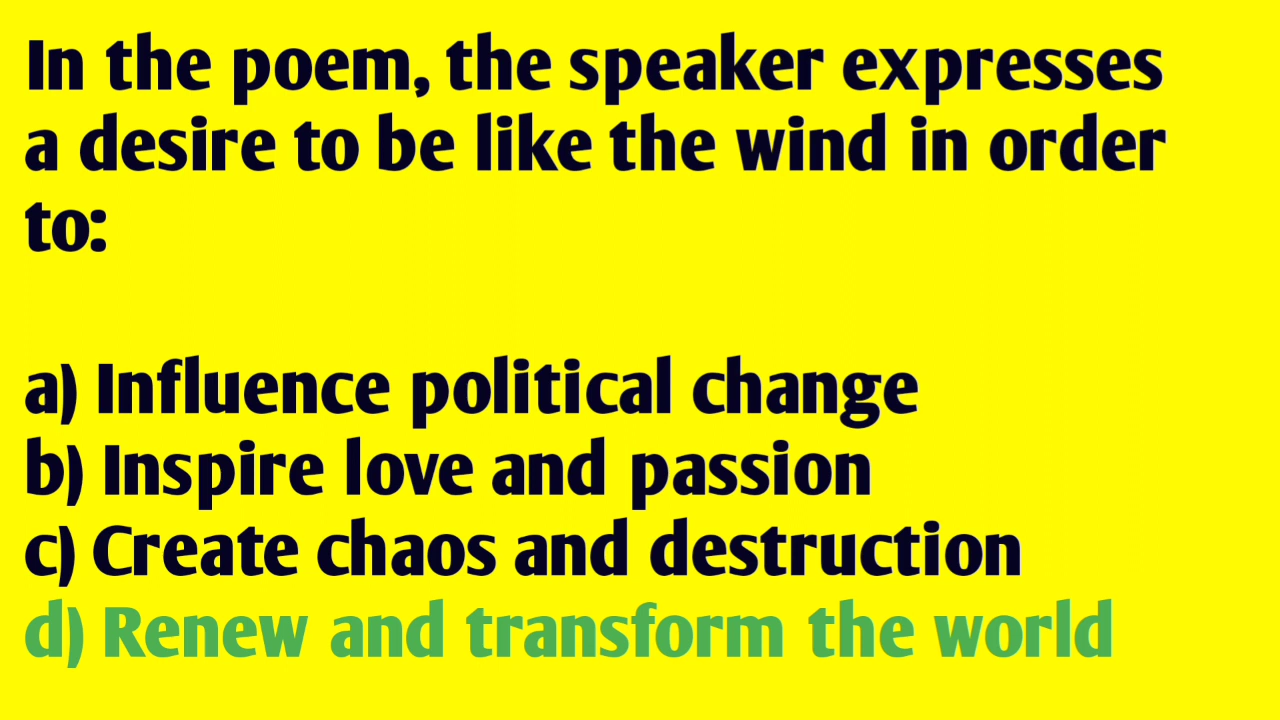 In the poem, the speaker expresses
a desire to be like the wind in order
to:
a) Influence political change
b) Inspire love and passion
c) Create chaos and destruction
d) Renew and transform the world